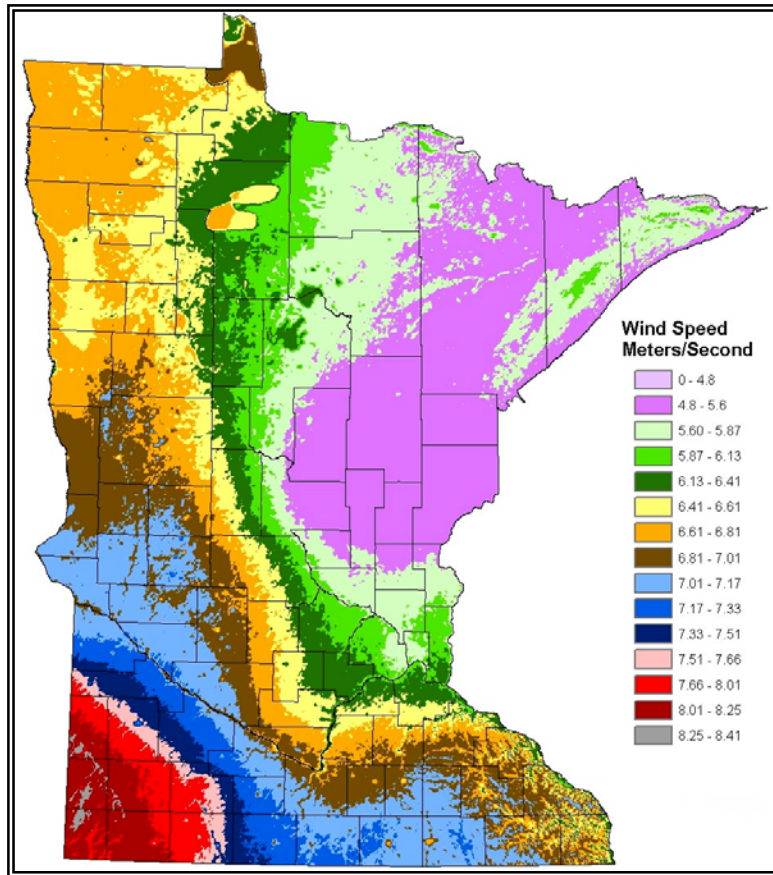 Wind Speed
Meters/Second
0 - 4.8
4.8 - 5.6
5.60 - 5.87
5.87 - 6.13
6.13 - 6.41
6.41 - 6.61
6.61 - 6.81
6.81 - 7.01
7.01 - 7.17
7.17 - 7.33
7.33 - 7.51
7.51 - 7.66
7.66 - 8.01
8.01 - 8.25
8.25 - 8.41